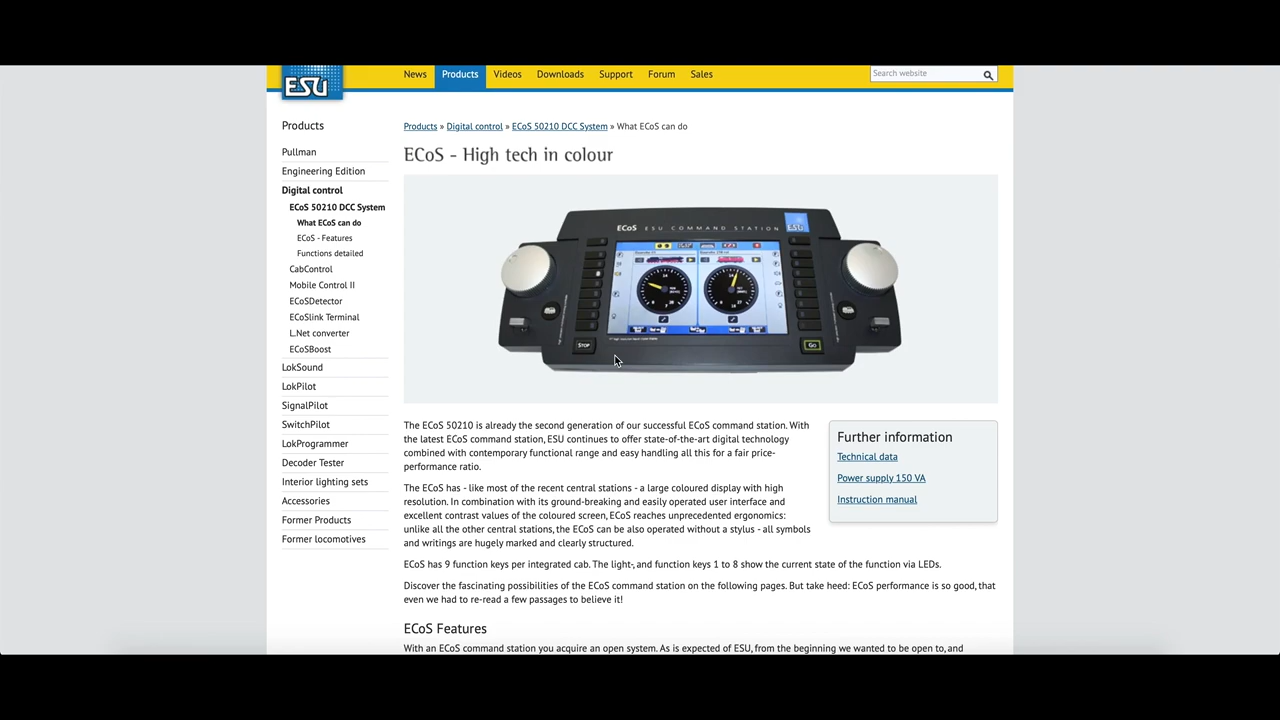 ESU
News Products Videos Downloads Support Forum Sales
Search website
Products
Pullman
Engineering Edition
Digital control
ECoS 50210 DCC System
What ECoS can do
ECoS - Features
Functions detailed
CabControl
Mobile Control II
ECoSDetector
ECoSlink Terminal
L.Net converter
ECoSBoost
LokSound
LokPilot
SignalPilot
SwitchPilot
LokProgrammer
Decoder Tester
Interior lighting sets
Accessories
Former Products
Former locomotives
Products » Digital control » ECoS 50210 DCC System » What ECoS can do
ECoS - High tech in colour
ECoS ESU COMMAND STATION
ESU
STOP
Go
The ECoS 50210 is already the second generation of our successful ECoS command station. With
the latest ECoS command station, ESU continues to offer state-of-the-art digital technology
combined with contemporary functional range and easy handling all this for a fair price-
performance ratio.
The ECoS has - like most of the recent central stations - a large coloured display with high
resolution. In combination with its ground-breaking and easily operated user interface and
excellent contrast values of the coloured screen, ECoS reaches unprecedented ergonomics:
unlike all the other central stations, the ECoS can be also operated without a stylus - all symbols
and writings are hugely marked and clearly structured.
ECoS has 9 function keys per integrated cab. The light-, and function keys 1 to 8 show the current state of the function via LEDs.
Discover the fascinating possibilities of the ECoS command station on the following pages. But take heed: ECoS performance is so good, that
even we had to re-read a few passages to believe it!
ECoS Features
With an ECoS command station you acquire an open system. As is expected of ESU, from the beginning we wanted to be open to, and
Further information
Technical data
Power supply 150 VA
Instruction manual